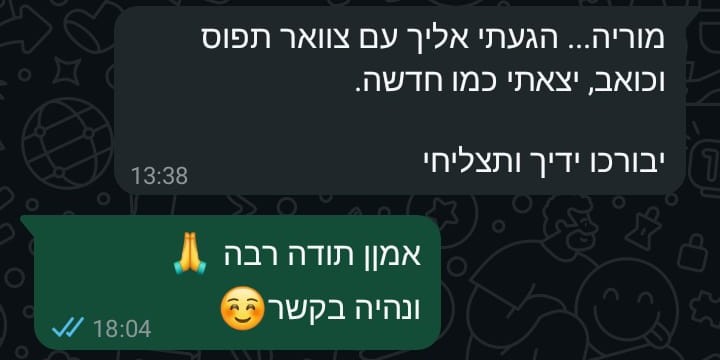 מוריה... הגעתי אליך עם צוואר תפוס
וכואב, יצאתי כמו חדשה.
יבורכו ידיך ותצליחי
13:38
אמןן תודה רבה 🙏
ונהיה בקשר☺️
18:04